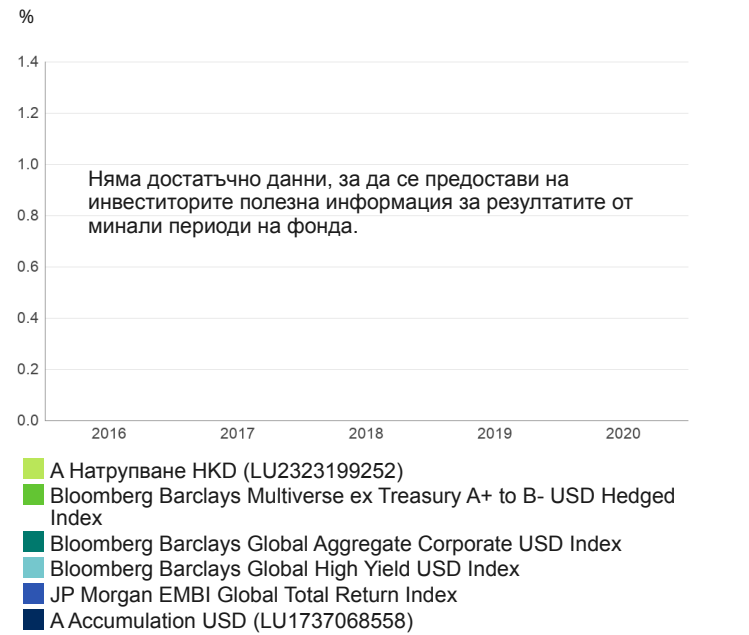 %
1.4
1.2
1.0
Няма достатъчно данни, за да се предостави на
инвеститорите полезна информация за резултатите от
0.8
минали периоди на фонда.
0.6
0.4
0.2
0.0
2016 2017 2018 2019 2020
А Натрупване HKD (LU2323199252)
Bloomberg Barclays Multiverse ex Treasury A+ to B- USD Hedged
Index
Bloomberg Barclays Global Aggregate Corporate USD Index
Bloomberg Barclays Global High Yield USD Index
JP Morgan EMBI Global Total Return Index
A Accumulation USD (LU1737068558)